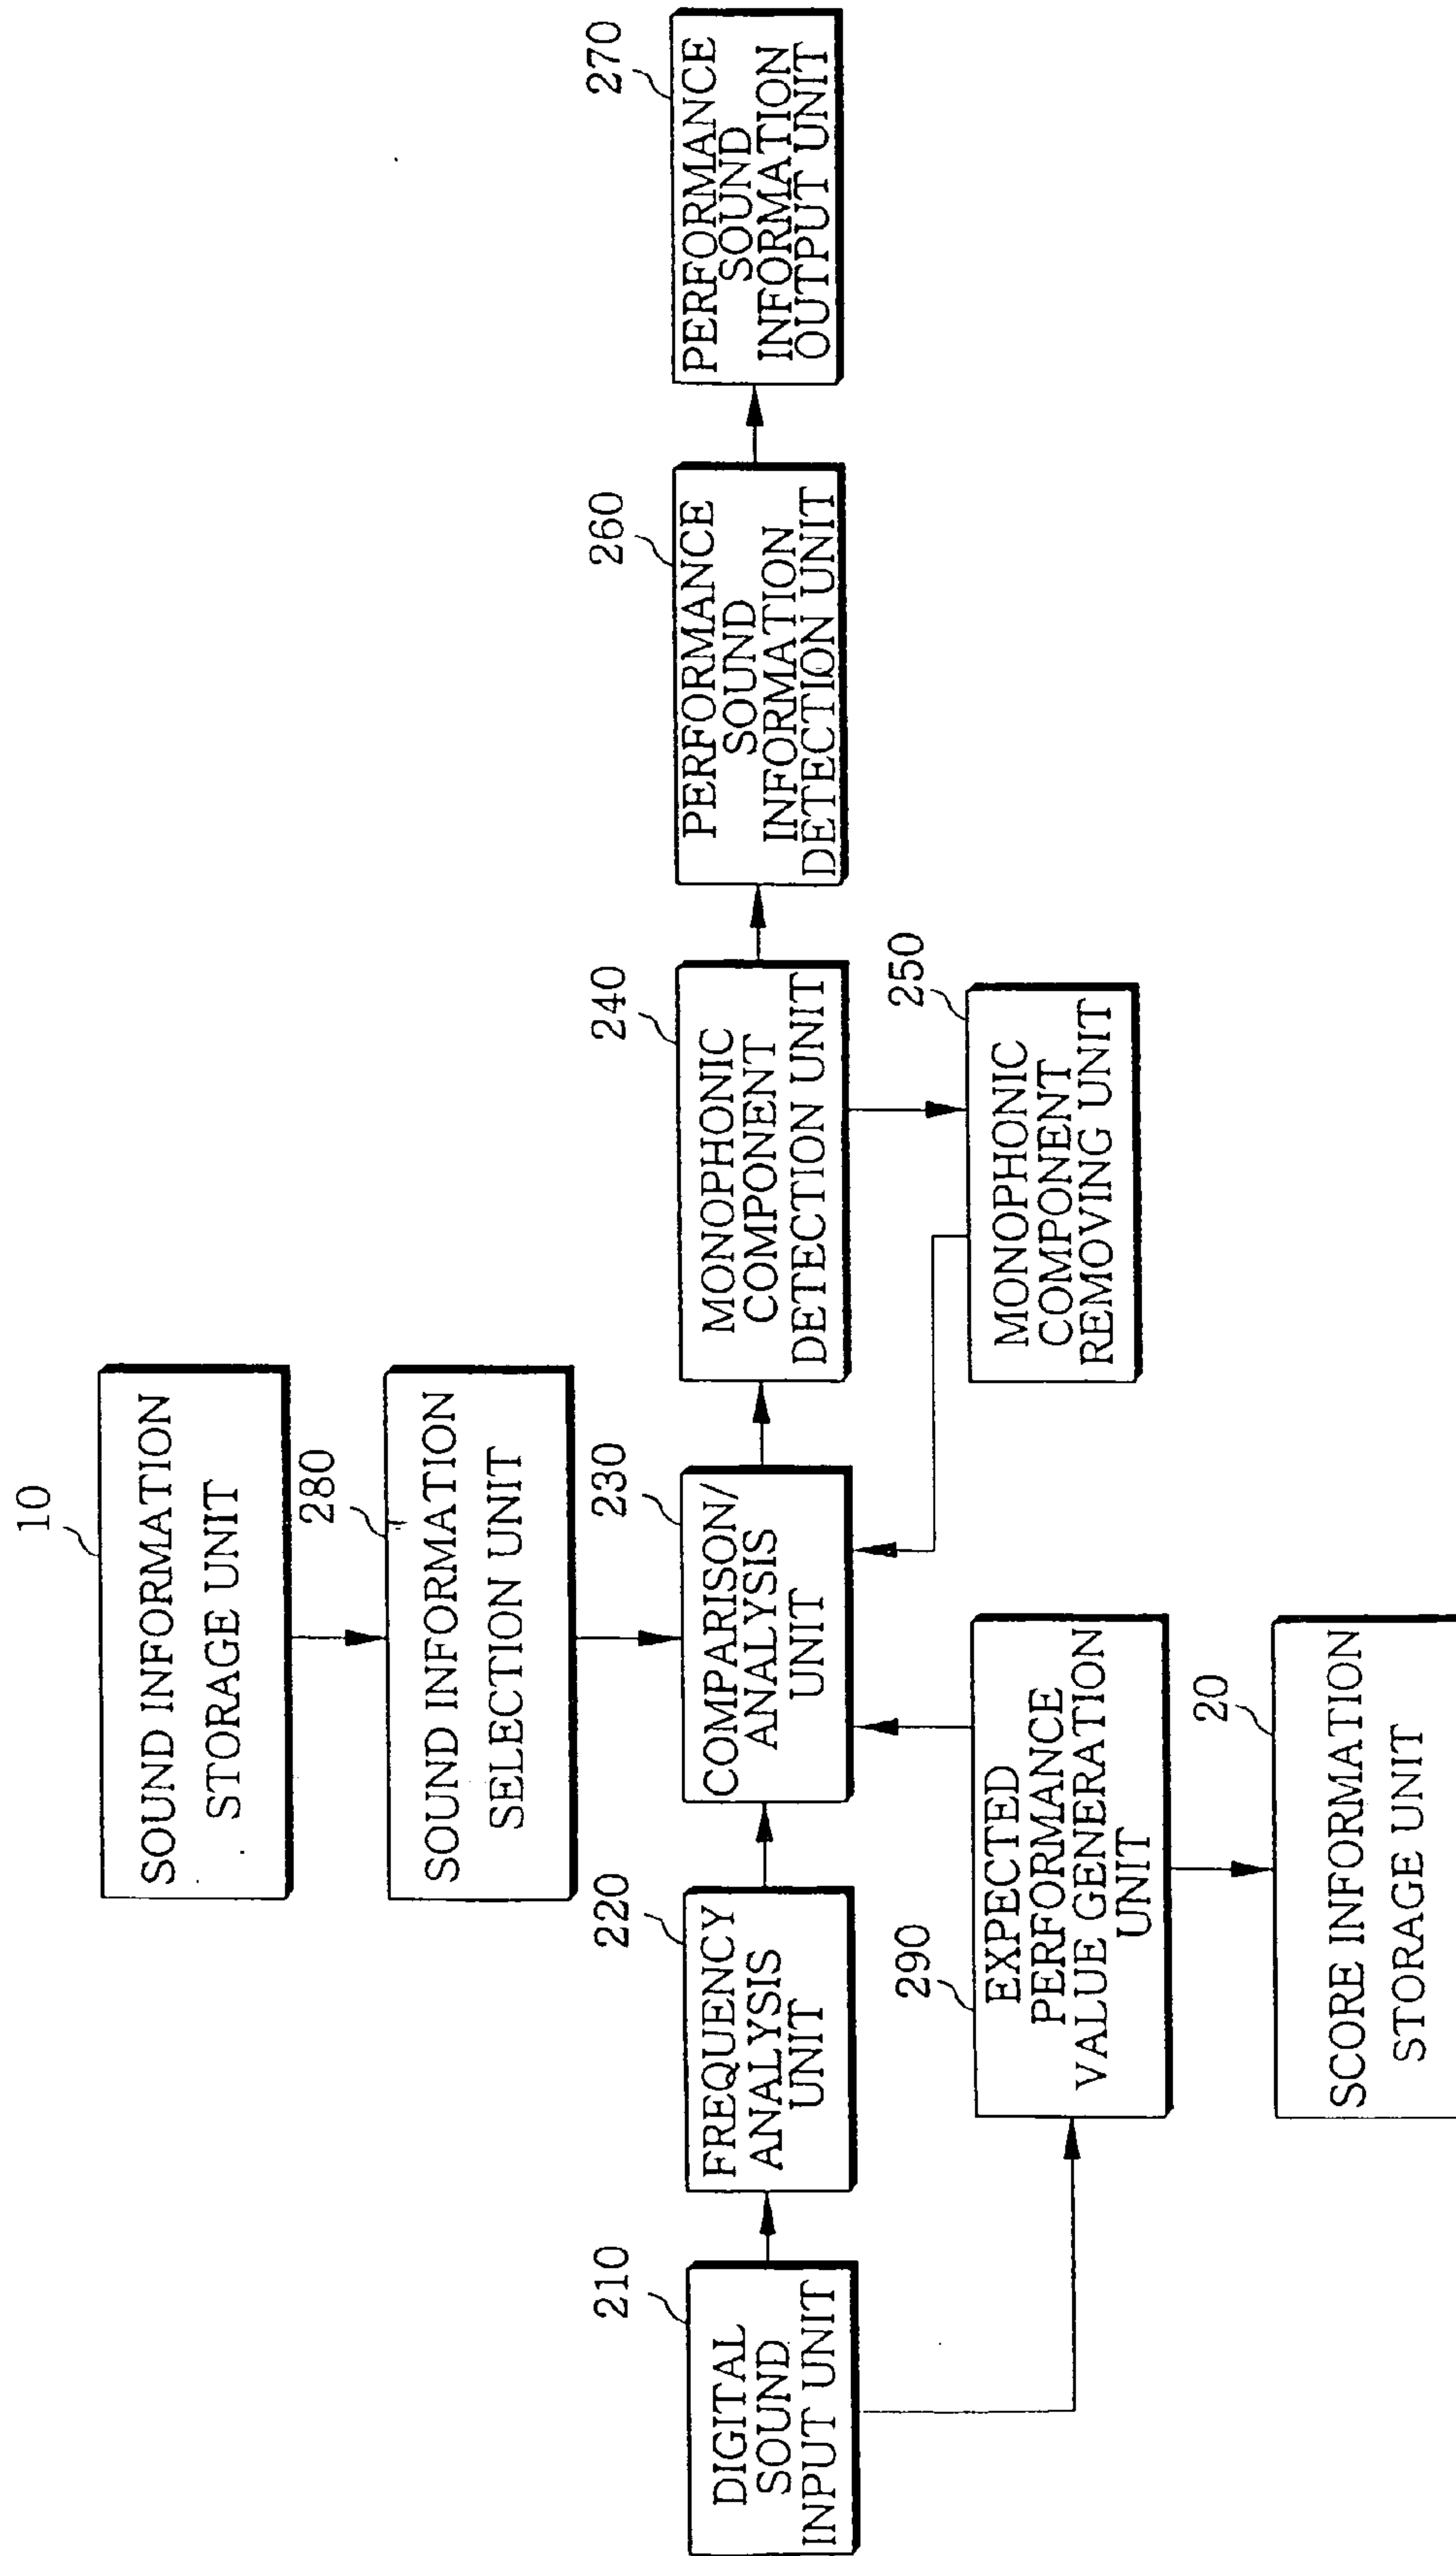 10
SOUND INFORMATION
STORAGE UNIT
280
SOUND INFORMATION
SELECTION UNIT
210
DIGITAL
SOUND
INPUT UNIT
220
FREQUENCY
ANALYSIS
UNIT
230
COMPARISON/
ANALYSIS
UNIT
240
MONOPHONIC
COMPONENT
DETECTION UNIT
260
PERFORMANCE
SOUND
INFORMATION
DETECTION UNIT
270
PERFORMANCE
SOUND
INFORMATION
OUTPUT UNIT
290
EXPECTED
PERFORMANCE
VALUE GENERATION
UNIT
250
MONOPHONIC
COMPONENT
REMOVING UNIT
20
SCORE INFORMATION
STORAGE UNIT